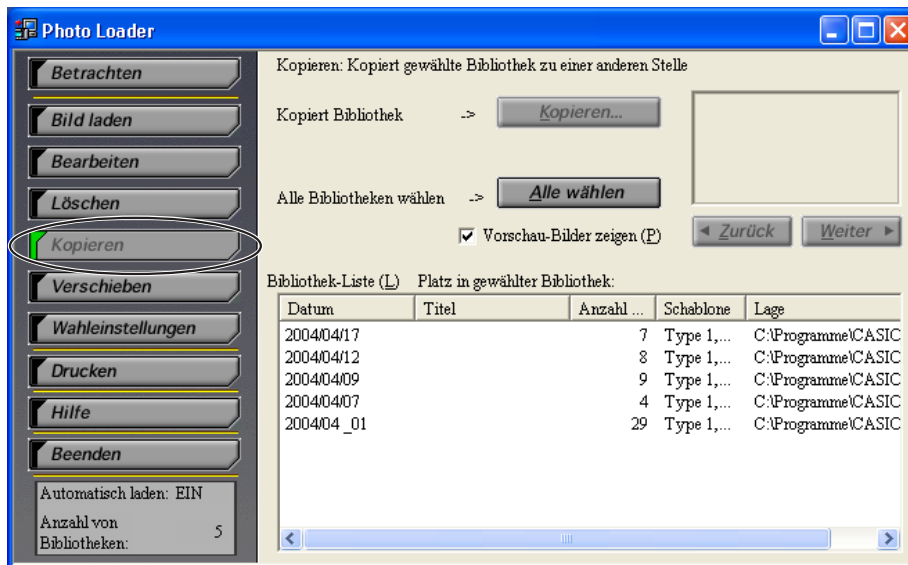 Photo Loader
Betrachten
Bild laden
Bearbeiten
Löschen
Kopieren
Verschieben
Wahleinstellungen
Drucken
Hilfe
Beenden
Automatisch laden: EIN
Anzahl von
Bibliotheken: 5
Kopieren: Kopiert gewählte Bibliothek zu einer anderen Stelle
Kopiert Bibliothek -> Kopieren...
Alle Bibliotheken wählen -> Alle wählen
Vorschau-Bilder zeigen (P)
Zurück Weiter
Bibliothek-Liste (L) Platz in gewählter Bibliothek:
Datum Titel Anzahl ... Schablone Lage
2004/04/17 7 Type 1,... C:\Programme\CASIC
2004/04/12 8 Type 1,... C:\Programme\CASIC
2004/04/09 9 Type 1,... C:\Programme\CASIC
2004/04/07 4 Type 1,... C:\Programme\CASIC
2004/04 _01 29 Type 1,... C:\Programme\CASIC